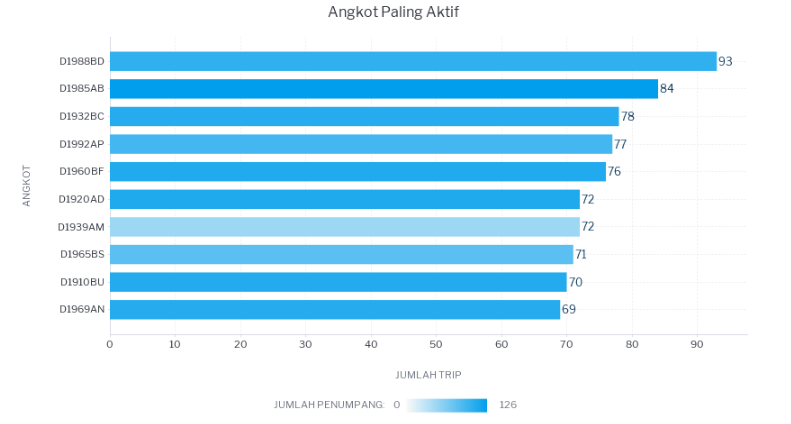 Angkot Paling Aktif
ANGKOT
D1988BD 93
D1985AB 84
D1932BC 78
D1992AP 77
D1960BF 76
D1920AD 72
D1939AM 72
D1965BS 71
D1910BU 70
D1969AN 69
0 10 20 30 40 50 60 70 80 90
JUMLAH TRIP
JUMLAH PENUMPANG: 0 126